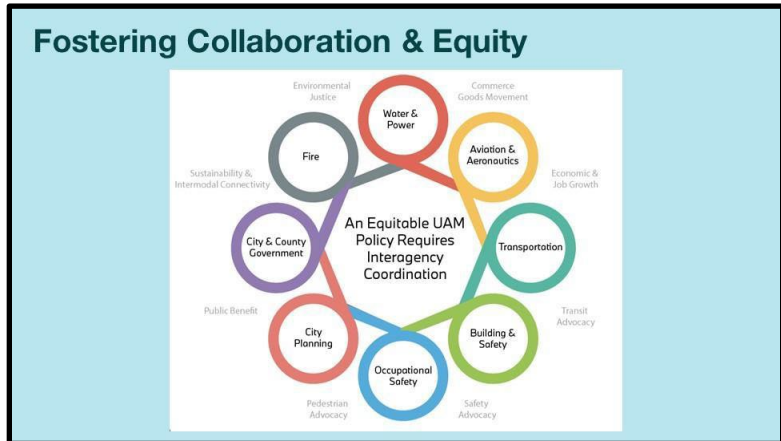 Fostering Collaboration & Equity
Environmental
Justice
Commerce
Goods Movement
Water &
Power
Fire
Aviation &
Aeronautics
Sustainability &
Intermodal Connectivity
Economic &
Job Growth
An Equitable UAM
Policy Requires
Interagency
Coordination
City & County
Government
Transportation
Public Benefit
Transit
Advocacy
City
Planning
Building &
Safety
Occupational
Safety
Pedestrian
Advocacy
Safety
Advocacy